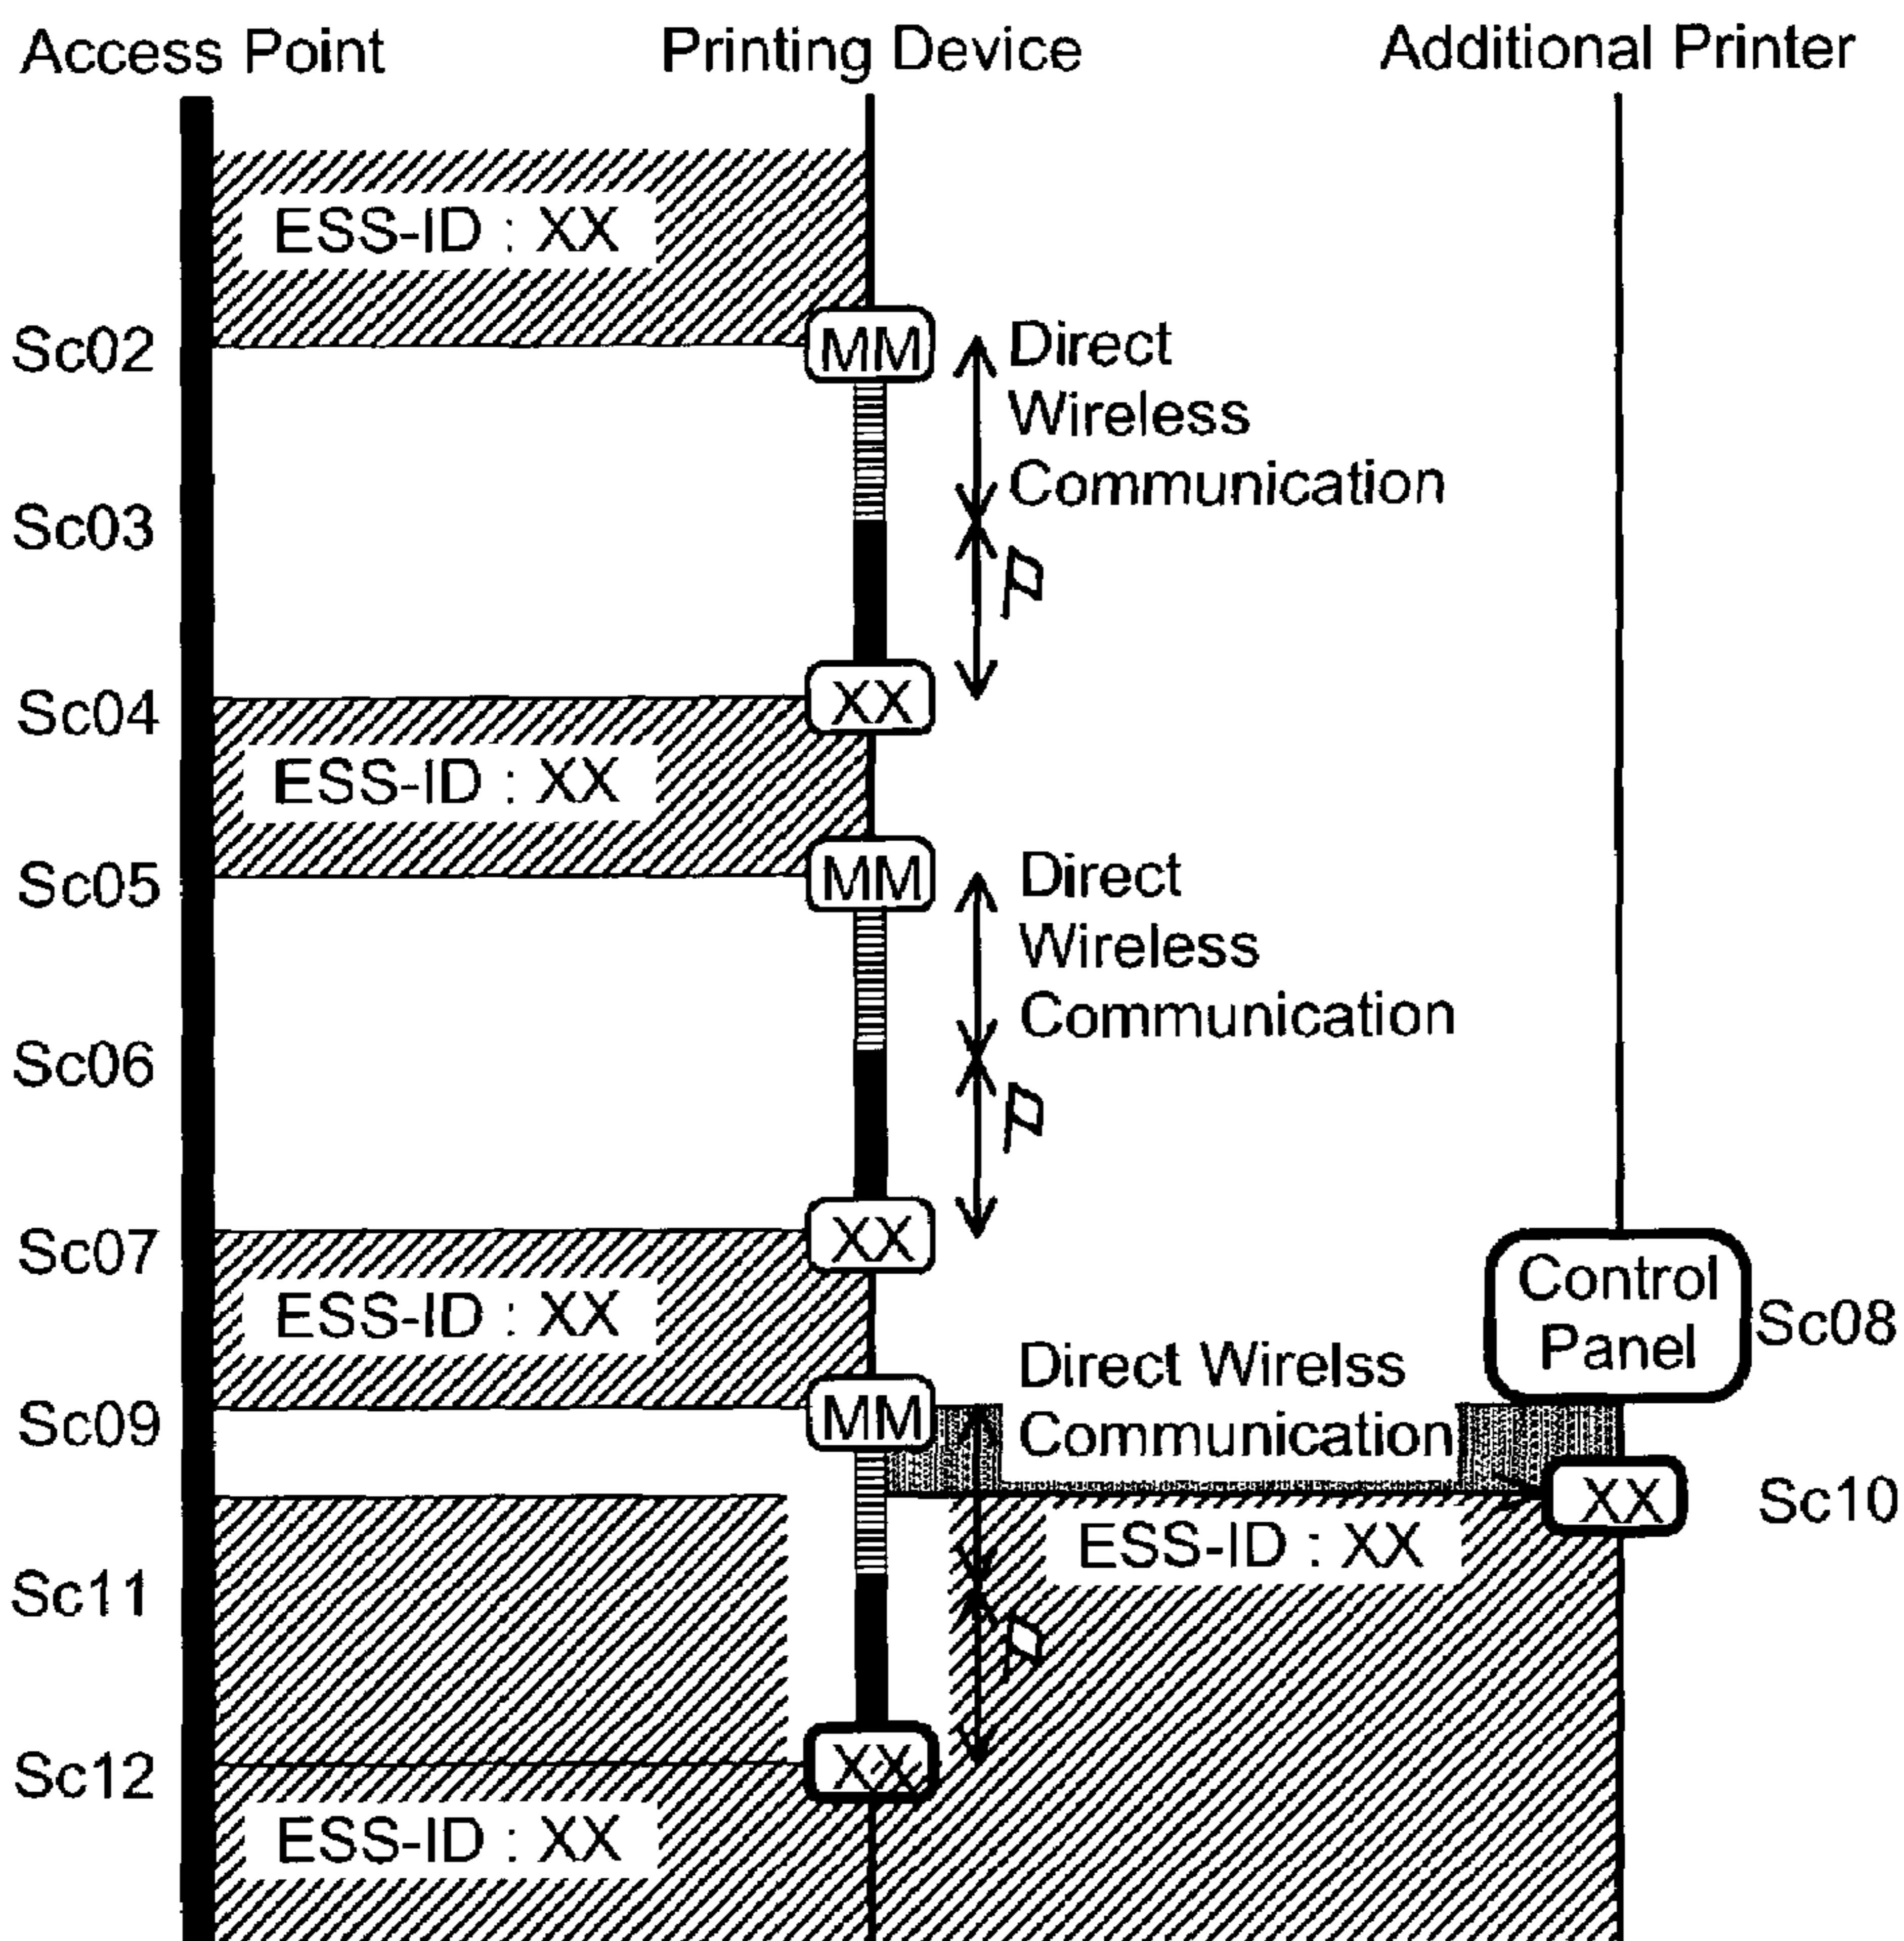 Access Point
Printing Device
Additional Printer
ESS-ID : XX
Sc02
MM
Direct
Wireless
Communication
Sc03
P
Sc04
XX
ESS-ID : XX
Sc05
MM
Direct
Wireless
Communication
Sc06
P
Sc07
XX
ESS-ID : XX
Control
Panel
Sc08
Direct Wirelss
Communication
Sc09
MM
XX
Sc10
ESS-ID : XX
Sc11
P
Sc12
XX
ESS-ID : XX